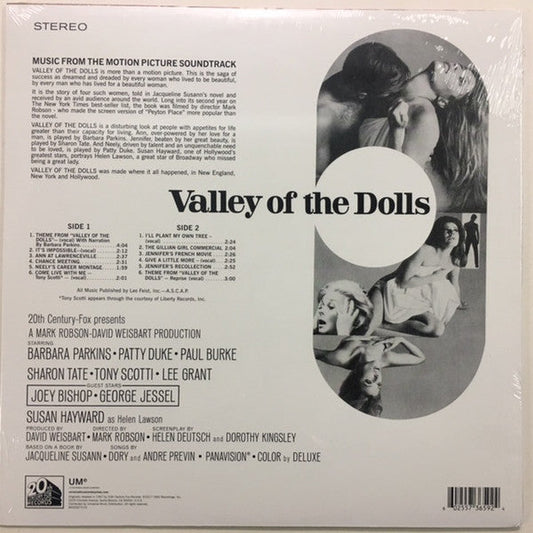 STEREO
MUSIC FROM THE MOTION PICTURE SOUNDTRACK
VALLEY OF THE DOLLS is more than a motion picture. This is the saga of
success as dreamed and dreaded by every woman who lived to be beautiful,
by every man who has lived for a beautiful woman.
It is the story of four such women, told in Jacqueline Susann's novel and
received by an avid audience around the world. Long into its second year on
The New York Times best-seller list, the book was filmed by director Mark
Robson - who made the screen version of "Peyton Place" more popular than
the novel.
VALLEY OF THE DOLLS is a disturbing look at people with appetites for life
greater than their capacity for living. Ann, over-powered by her love for a
man, is played by Barbara Parkins, Jennifer, beaten by her great beauty, is
played by Sharon Tate. And Neely, driven by talent and an unquenchable need
to be loved, is played by Patty Duke. Susan Hayward, one of Hollywood's
greatest stars, portrays Helen Lawson, a great star of Broadway who missed
being a great lady.
VALLEY OF THE DOLLS was made where it all happened, in New England,
New York and Hollywood.
Valley of the Dolls
SIDE 1
1. THEME FROM "VALLEY OF THE
DOLLS"— (vocal) With Narration
By Barbara Parkins 4:04
2. IT'S IMPOSSIBLE—(vocal) 2:12
3. ANN AT LAWRENCEVILLE 2:37
4. CHANCE MEETING 2:31
5. NEELY'S CAREER MONTAGE 1:59
6. COME LIVE WITH ME —
Tony Scotti* — (vocal) 2:01
SIDE 2
1. I'LL PLANT MY OWN TREE -
(vocal) 2:24
2. THE GILLIAN GIRL COMMERCIAL 2:04
3. JENNIFER'S FRENCH MOVIE 2:26
4. GIVE A LITTLE MORE — (vocal) 2:25
5. JENNIFER'S RECOLLECTION 2:52
6. THEME FROM "VALLEY OF THE
DOLLS" — Reprise (vocal) 3:00
All Music Published by Leo Feist, Inc.—A.S.C.A.P.
*Tony Scotti appears through the courtesy of Liberty Records, Inc.
20th Century-Fox presents
A MARK ROBSON-DAVID WEISBART PRODUCTION
STARRING
BARBARA PARKINS • PATTY DUKE • PAUL BURKE
SHARON TATE • TONY SCOTTI • LEE GRANT
GUEST STARS
JOEY BISHOP • GEORGE JESSEL
SUSAN HAYWARD as Helen Lawson
PRODUCED BY DIRECTED BY SCREENPLAY BY
DAVID WEISBART • MARK ROBSON • HELEN DEUTSCH and DOROTHY KINGSLEY
BASED ON A BOOK BY SONGS BY
JACQUELINE SUSANN • DORY and ANDRE PREVIN • PANAVISION® • COLOR by DELUXE
20th
CENTURY-FOX
RECORDS
UMe
6 02557 36592 4